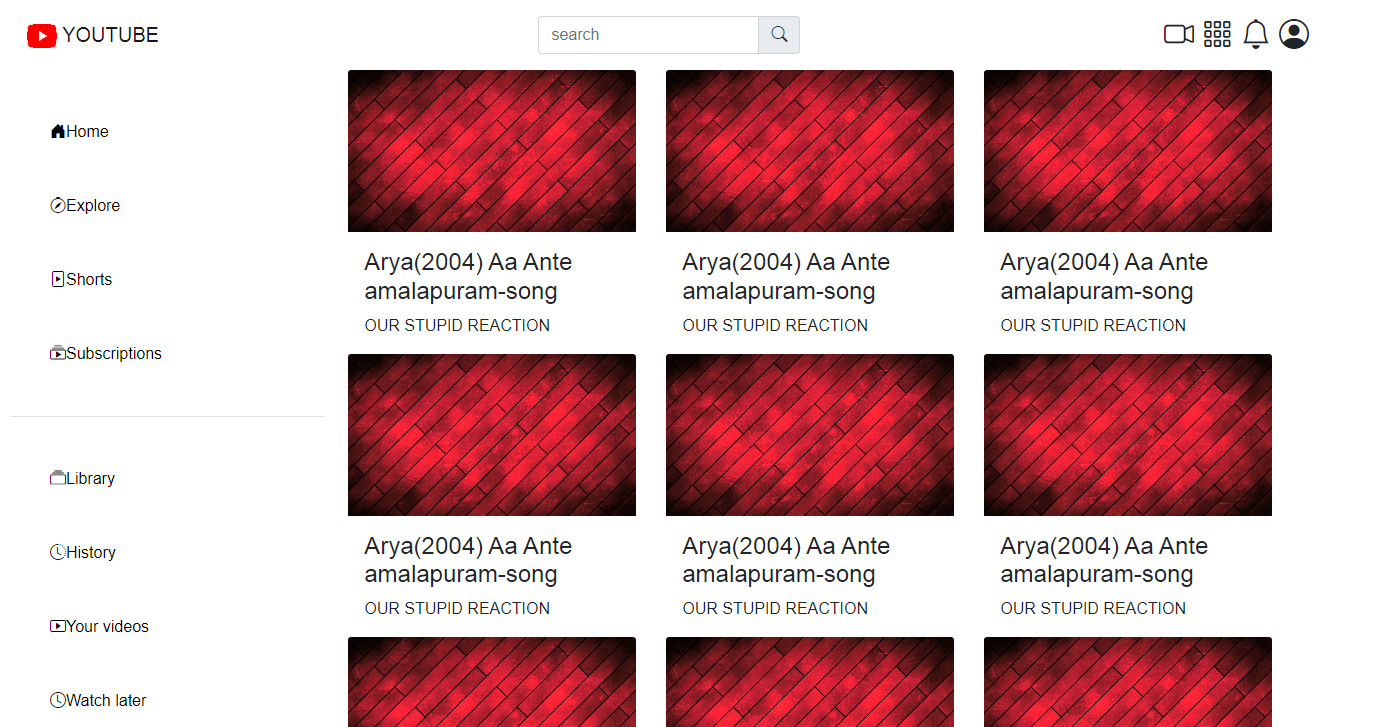 YOUTUBE
search
Home
Explore
Shorts
Subscriptions
Library
History
Your videos
Watch later
Arya(2004) Aa Ante
amalapuram-song
OUR STUPID REACTION
Arya(2004) Aa Ante
amalapuram-song
OUR STUPID REACTION
Arya(2004) Aa Ante
amalapuram-song
OUR STUPID REACTION
Arya(2004) Aa Ante
amalapuram-song
OUR STUPID REACTION
Arya(2004) Aa Ante
amalapuram-song
OUR STUPID REACTION
Arya(2004) Aa Ante
amalapuram-song
OUR STUPID REACTION